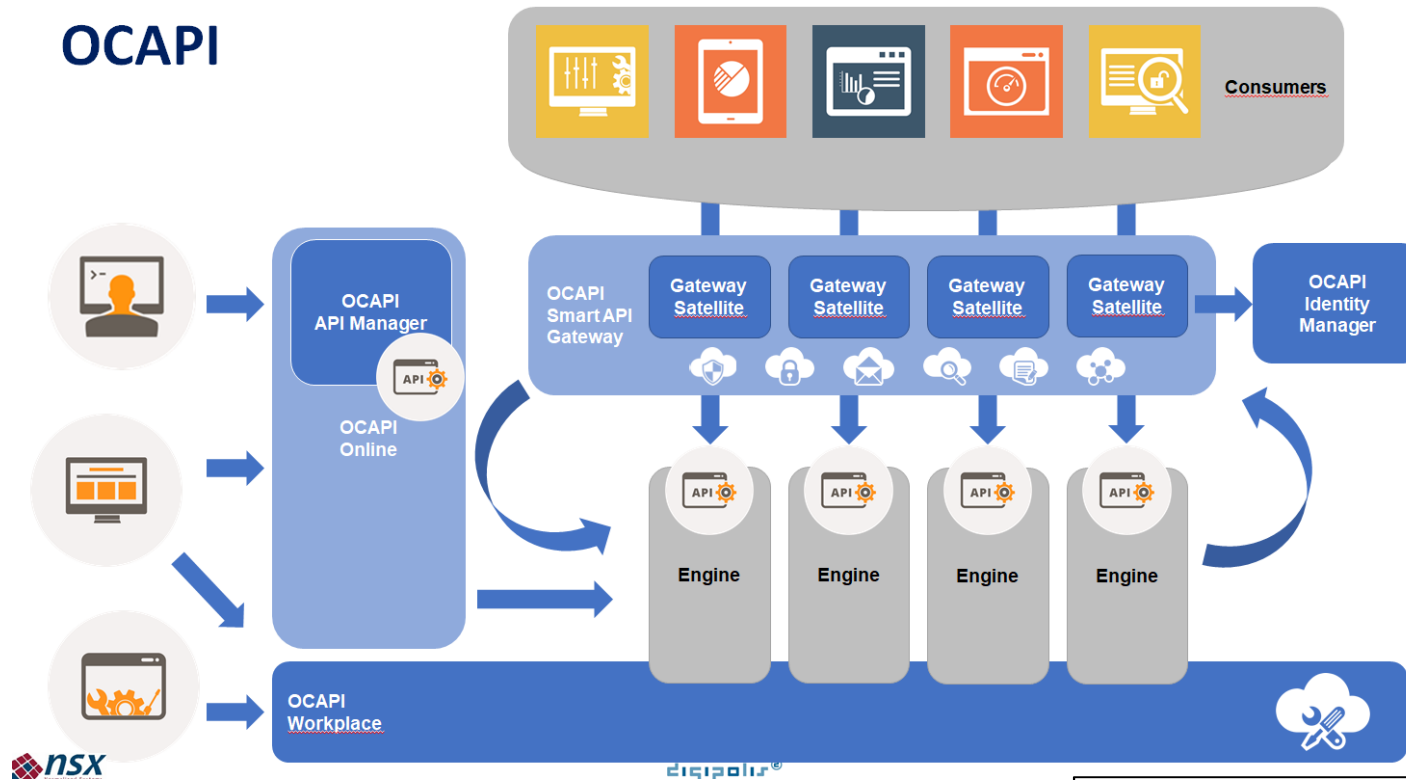 OCAPI
Consumers
OCAPI
API Manager
API
OCAPI
Online
OCAPI
Smart API
Gateway
Gateway
Satellite
Gateway
Satellite
Gateway
Satellite
Gateway
Satellite
OCAPI
Identity
Manager
API
API
API
API
Engine
Engine
Engine
Engine
OCAPI
Workplace
nsx
digipolis